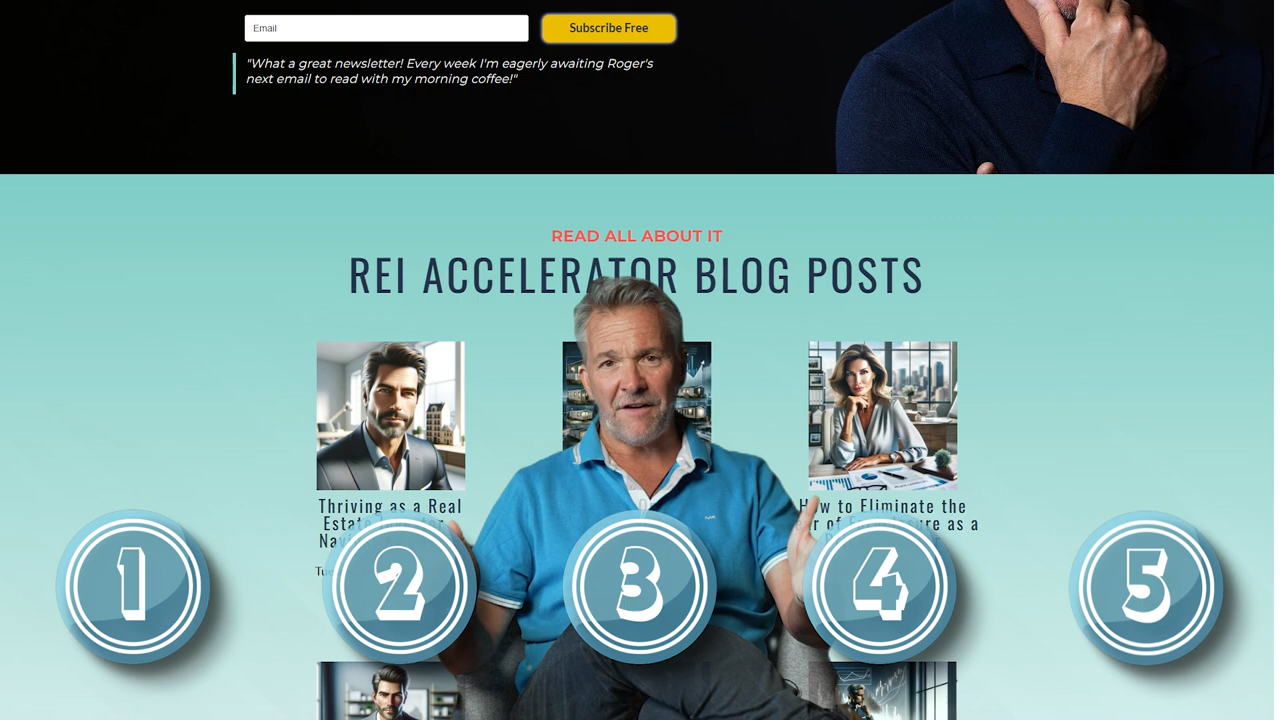 Email
Subscribe Free
"What a great newsletter! Every week I'm eagerly awaiting Roger's
next email to read with my morning coffee!"
READ ALL ABOUT IT
REI ACCELERATOR BLOG POSTS
Thriving as a Real
How to Eliminate the
as a
1
2
3
4
5